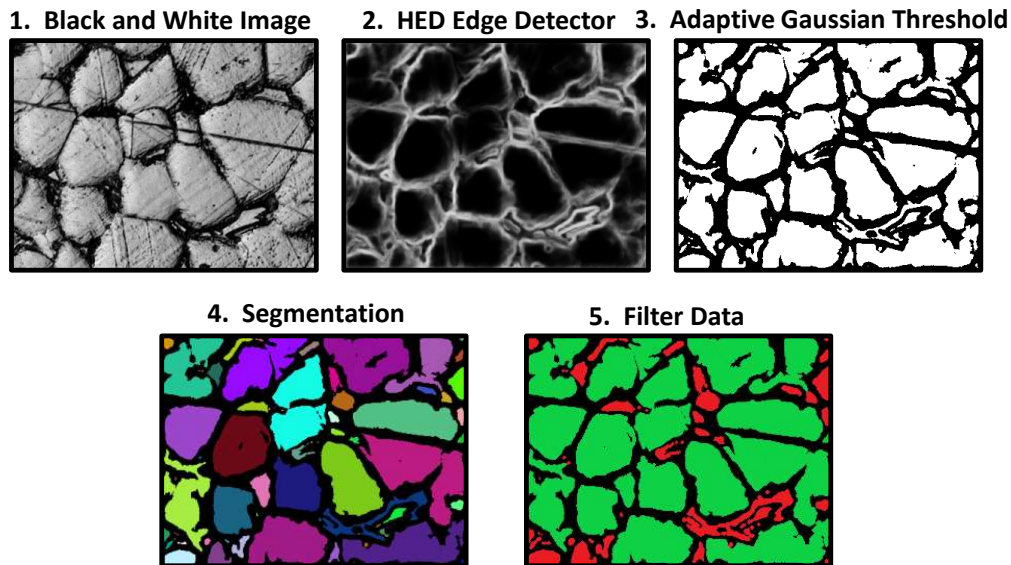 1. Black and White Image
2. HED Edge Detector
3. Adaptive Gaussian Threshold
4. Segmentation
5. Filter Data